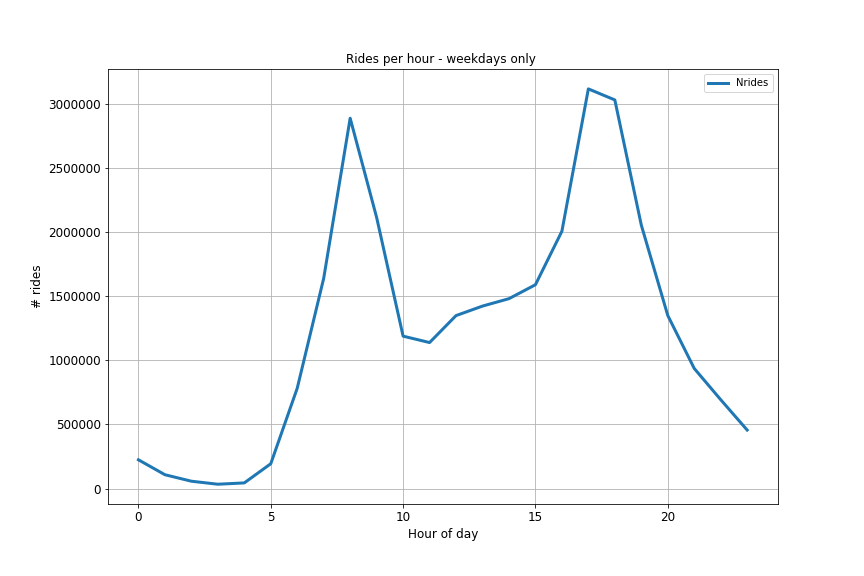 Rides per hour - weekdays only
Nrides
3000000
2500000
2000000
1500000
1000000
500000
0
# rides
0 5 10 15 20
Hour of day